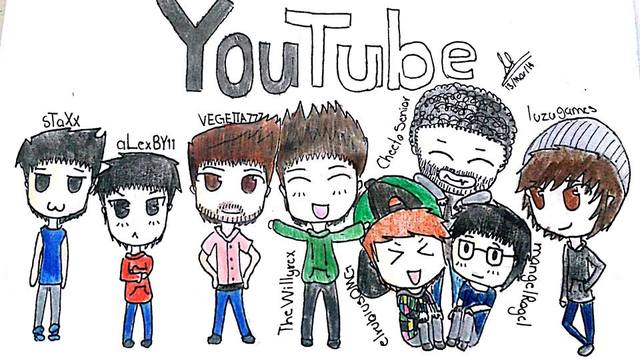 YouTube
13/Mar/14
sTaXx
aLexBY11
VEGETTA777
TheWillyrex
elrubiusOMG
Cheeto Senior
mangelRogel
luzugames